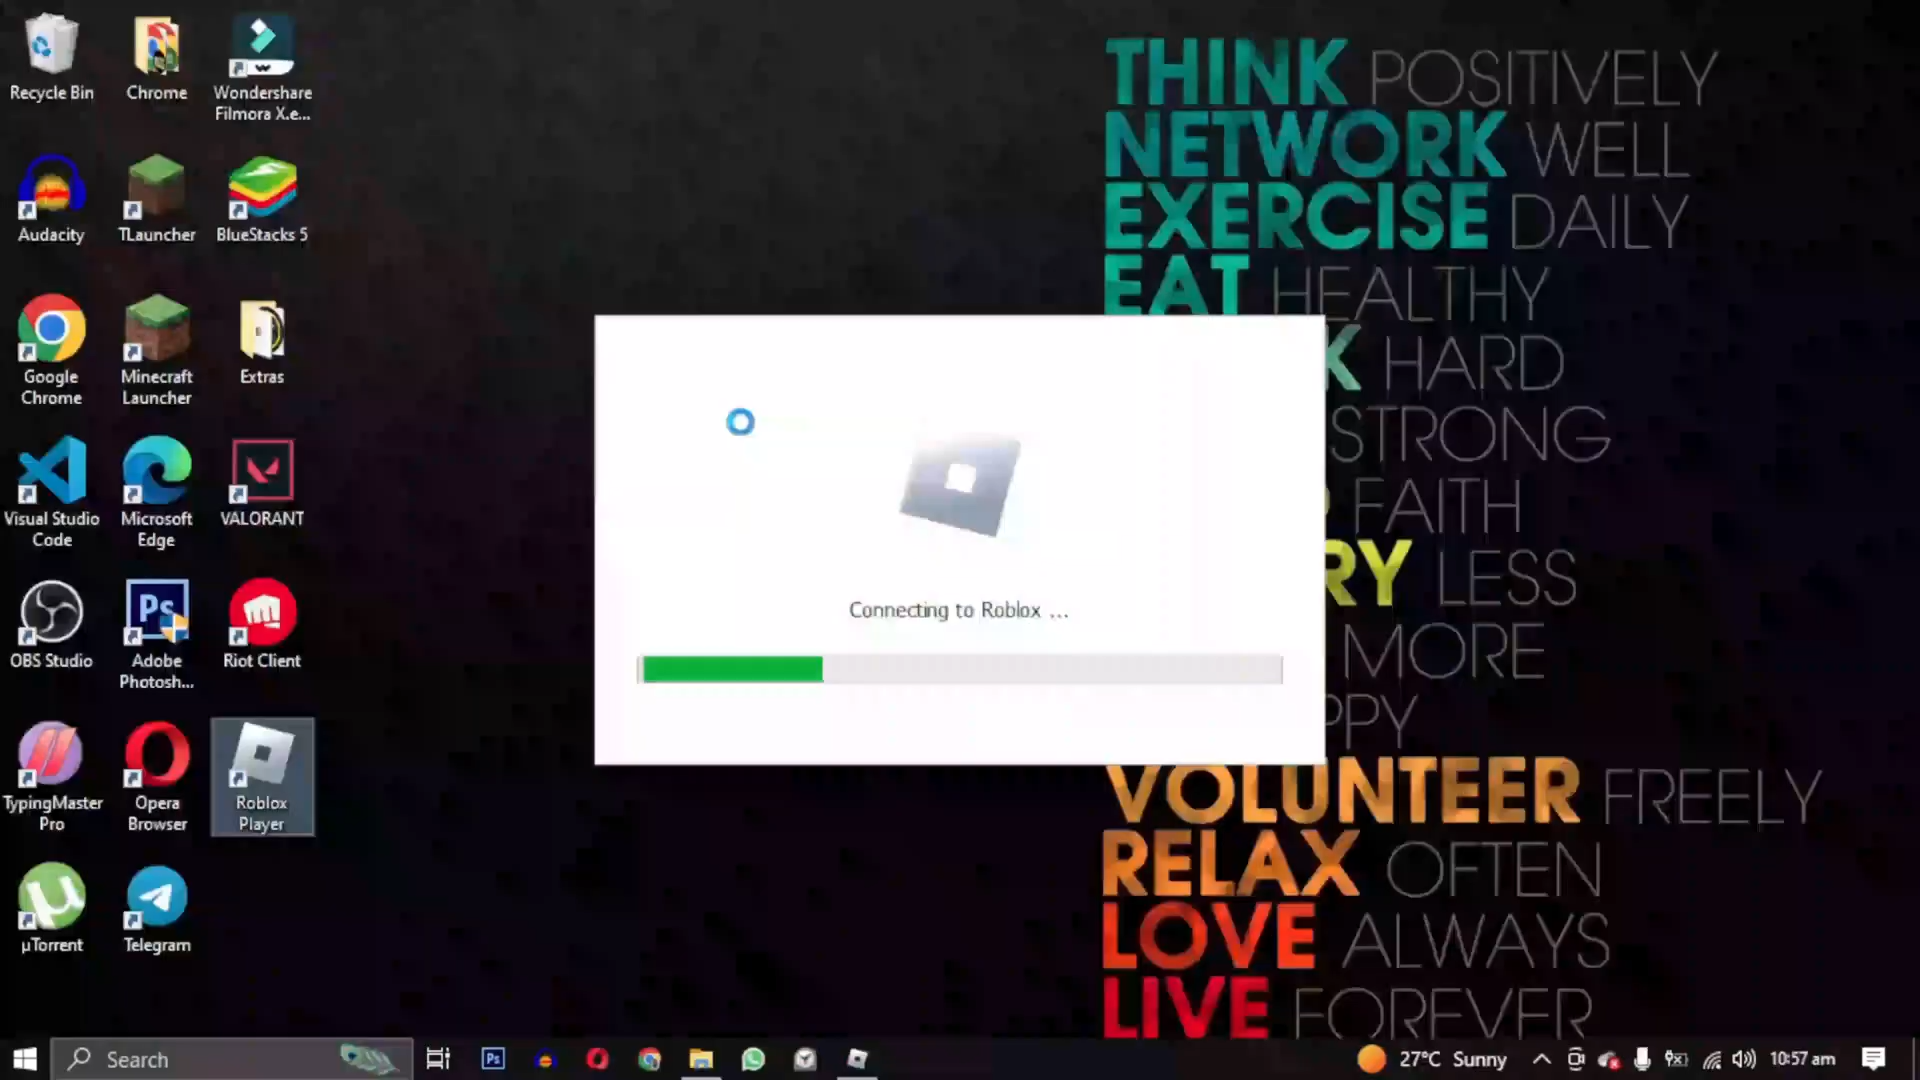 Recycle Bin
Chrome
Wondershare
Filmora X.e...
Audacity
TLauncher
BlueStacks 5
Google
Chrome
Minecraft
Launcher
Extras
Visual Studio
Code
Microsoft
Edge
VALORANT
OBS Studio
Ps
Adobe
Photosh...
Riot Client
TypingMaster
Pro
Opera
Browser
Roblox
Player
µTorrent
Telegram
Connecting to Roblox ...
THINK POSITIVELY
NETWORK WELL
EXERCISE DAILY
EAT HEALTHY
K HARD
STRONG
FAITH
RY LESS
MORE
PPY
VOLUNTEER FREELY
RELAX OFTEN
LOVE ALWAYS
LIVE FOREVER
Search
Ps
27°C Sunny
10:57 am